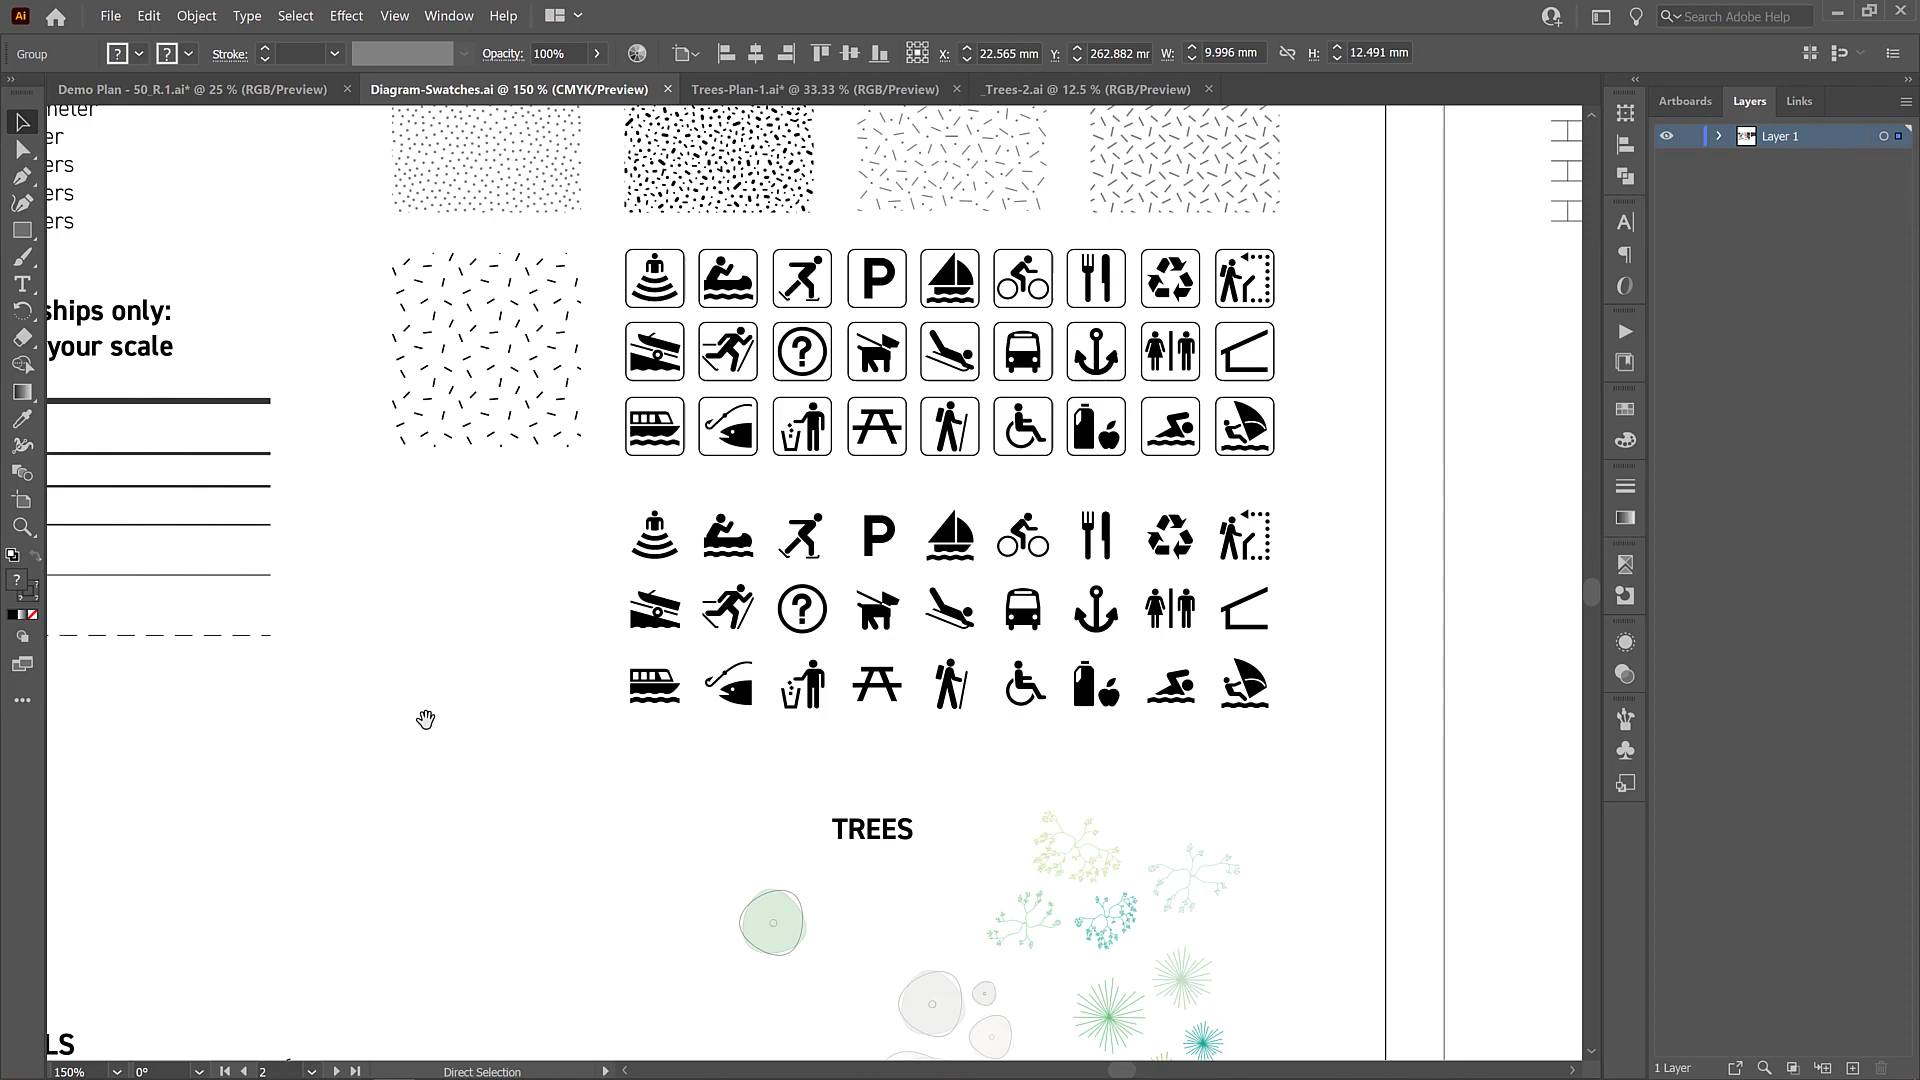 Ai
File Edit Object Type Select Effect View Window Help
Search Adobe Help
Group ? ? Stroke: Opacity: 100% X: 22.565 mm Y: 262.882 mr W: 9.996 mm H: 12.491 mm
Demo Plan - 50_R.1.ai* @ 25 % (RGB/Preview) Diagram-Swatches.ai @ 150 % (CMYK/Preview) Trees-Plan-1.ai* @ 33.33 % (RGB/Preview) _Trees-2.ai @ 12.5 % (RGB/Preview)
Artboards Layers Links
Layer 1
neter
er
ers
ers
ers
ships only:
your scale
P
?
P
?
TREES
LS
150% 0° 2 Direct Selection
1 Layer